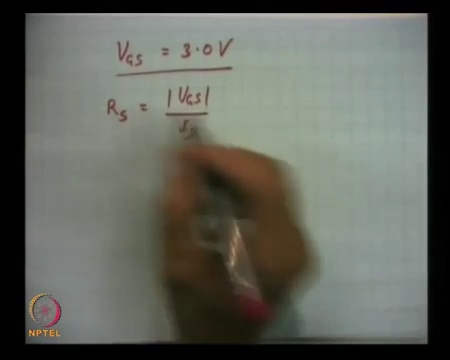 V_GS = 3.0 V
R_S = |V_GS|
NPTEL